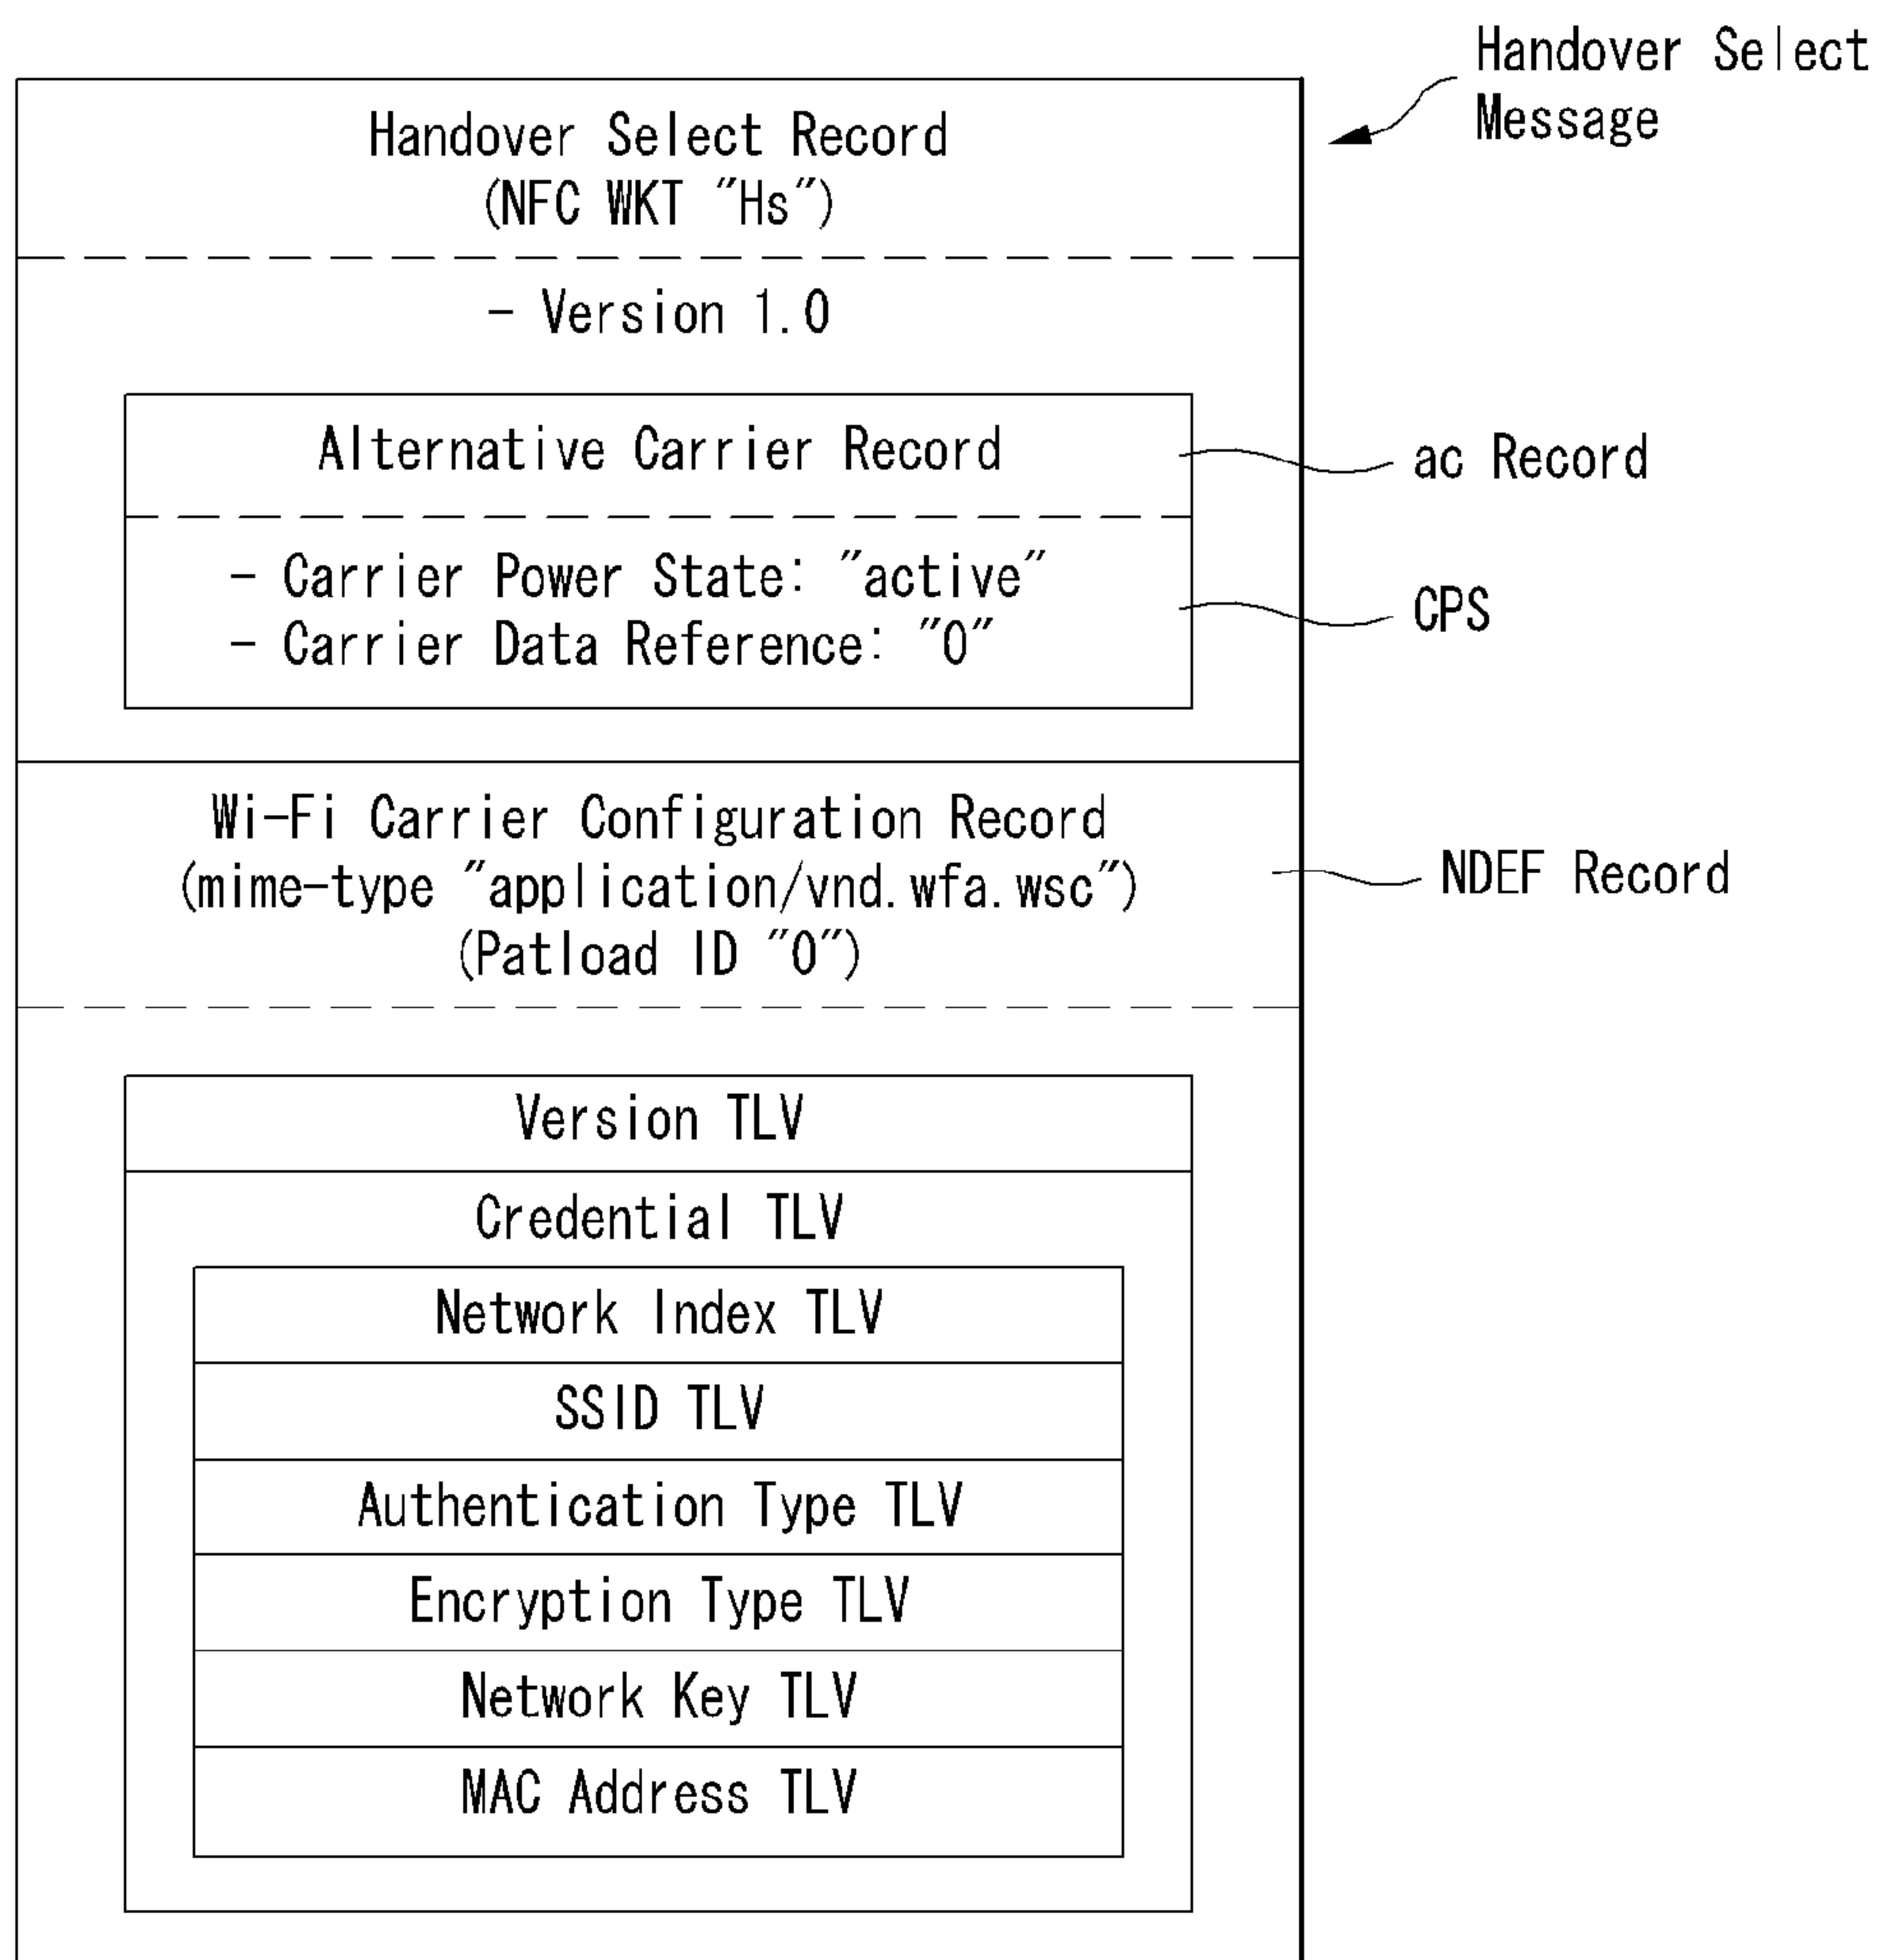 Handover Select
Message
Handover Select Record
(NFC WKT "Hs")
- Version 1.0
Alternative Carrier Record
ac Record
- Carrier Power State: "active"
- Carrier Data Reference: "0"
CPS
Wi-Fi Carrier Configuration Record
(mime-type "application/vnd.wfa.wsc")
(Patload ID "0")
NDEF Record
Version TLV
Credential TLV
Network Index TLV
SSID TLV
Authentication Type TLV
Encryption Type TLV
Network Key TLV
MAC Address TLV